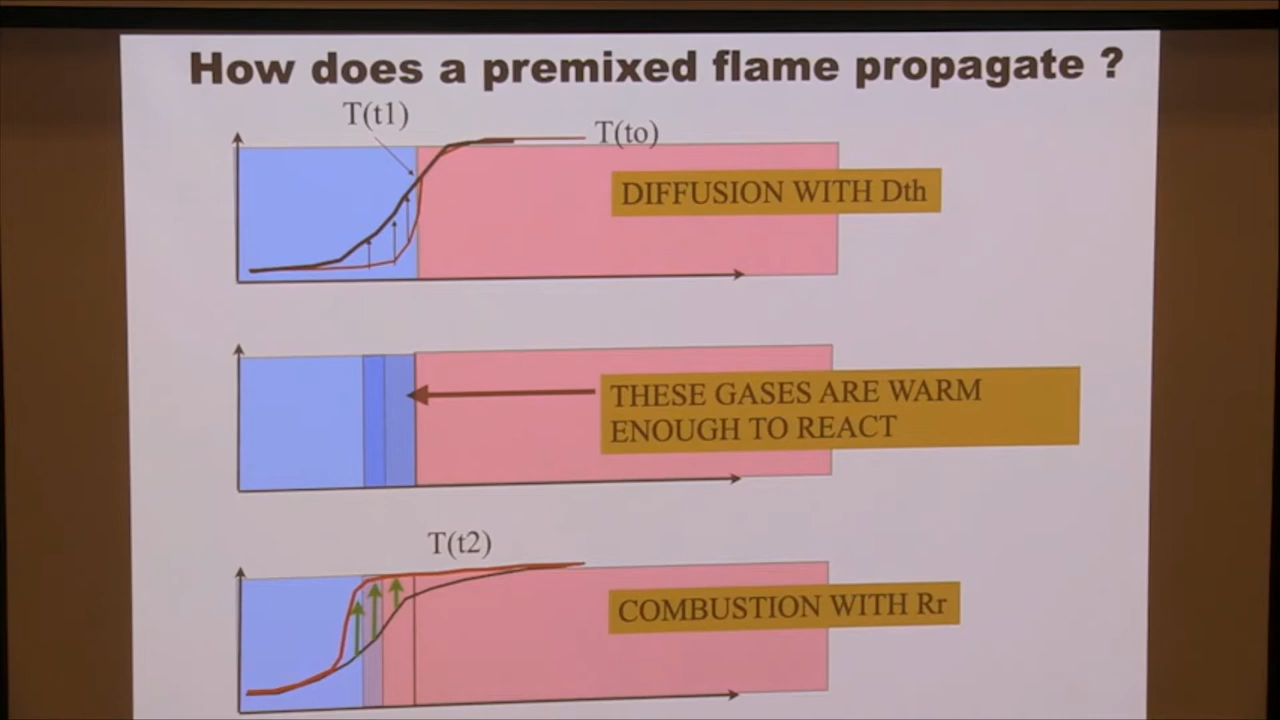 How does a premixed flame propagate ?
T(t1)
T(to)
DIFFUSION WITH Dth
THESE GASES ARE WARM
ENOUGH TO REACT
T(t2)
COMBUSTION WITH Rr